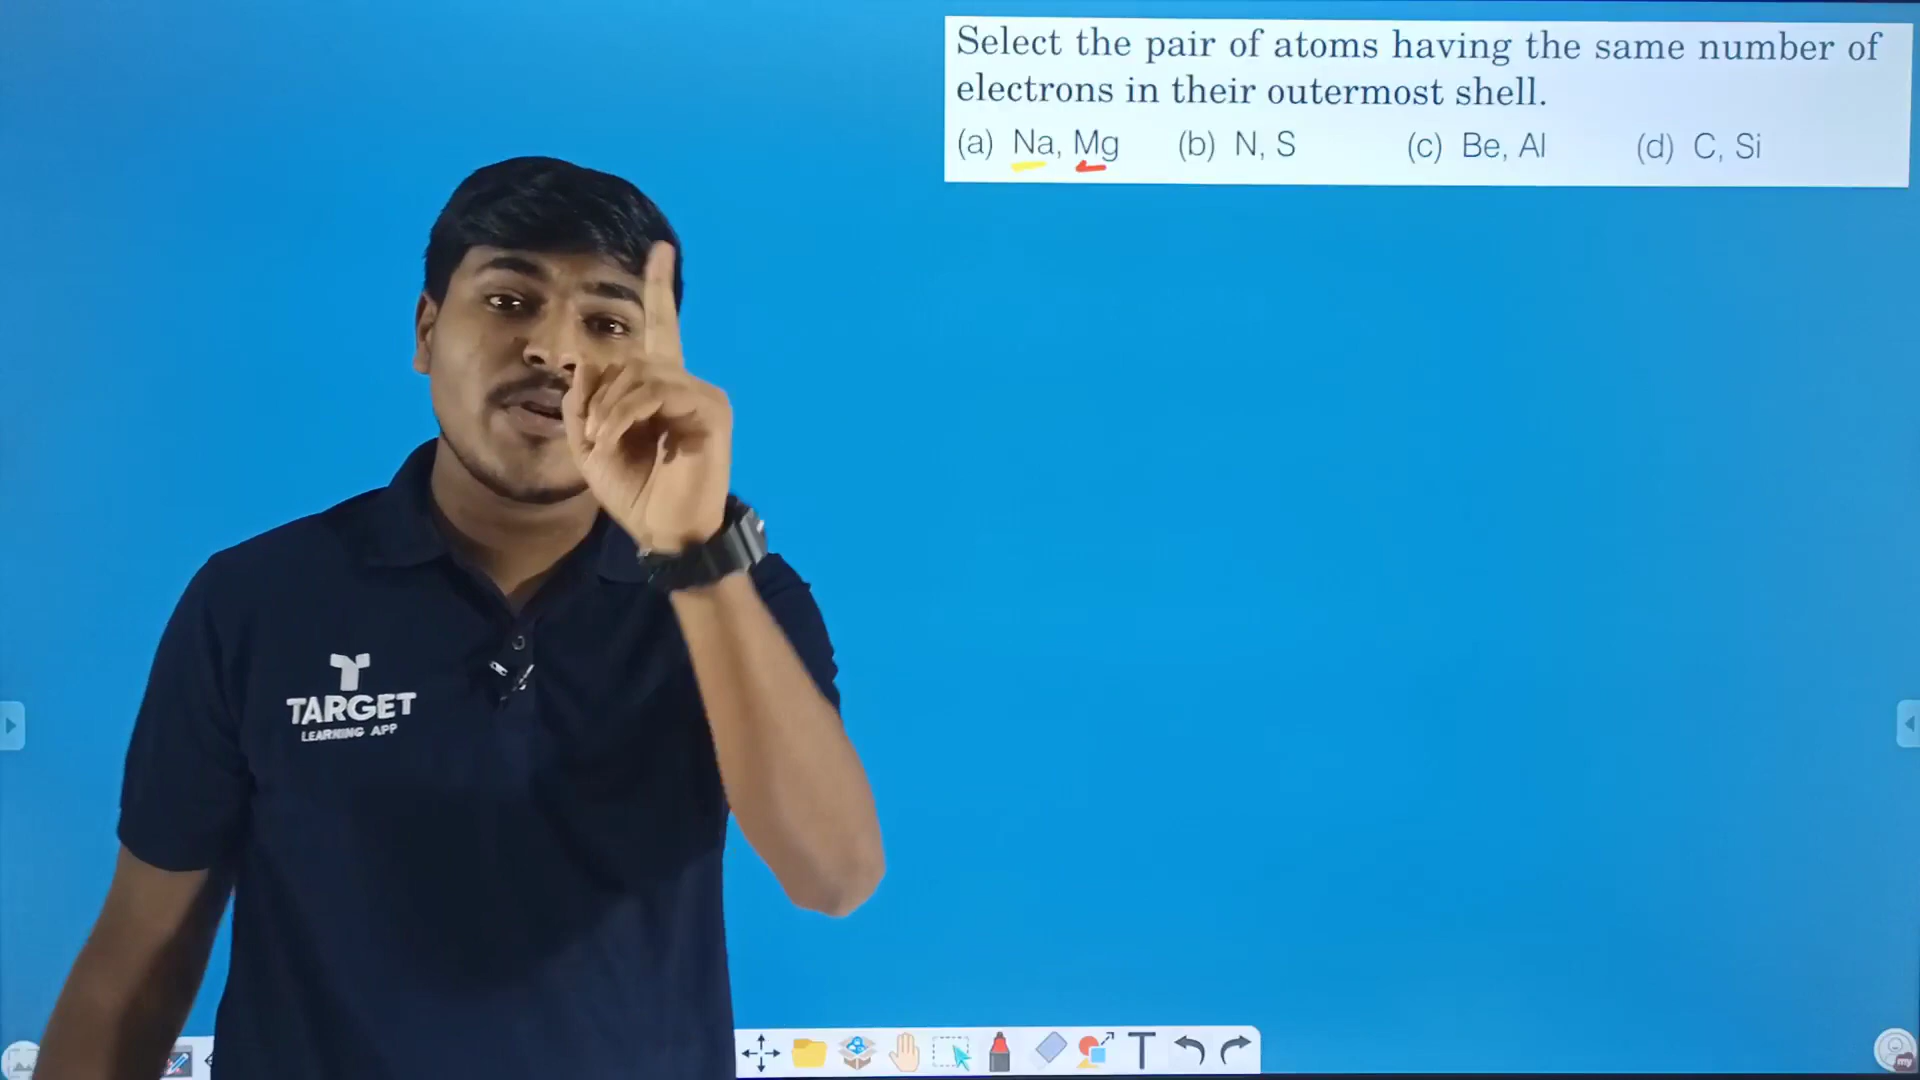 Select the pair of atoms having the same number of
electrons in their outermost shell.
(a) Na, Mg (b) N, S (c) Be, Al (d) C, Si
TARGET
LEARNING APP
T
my